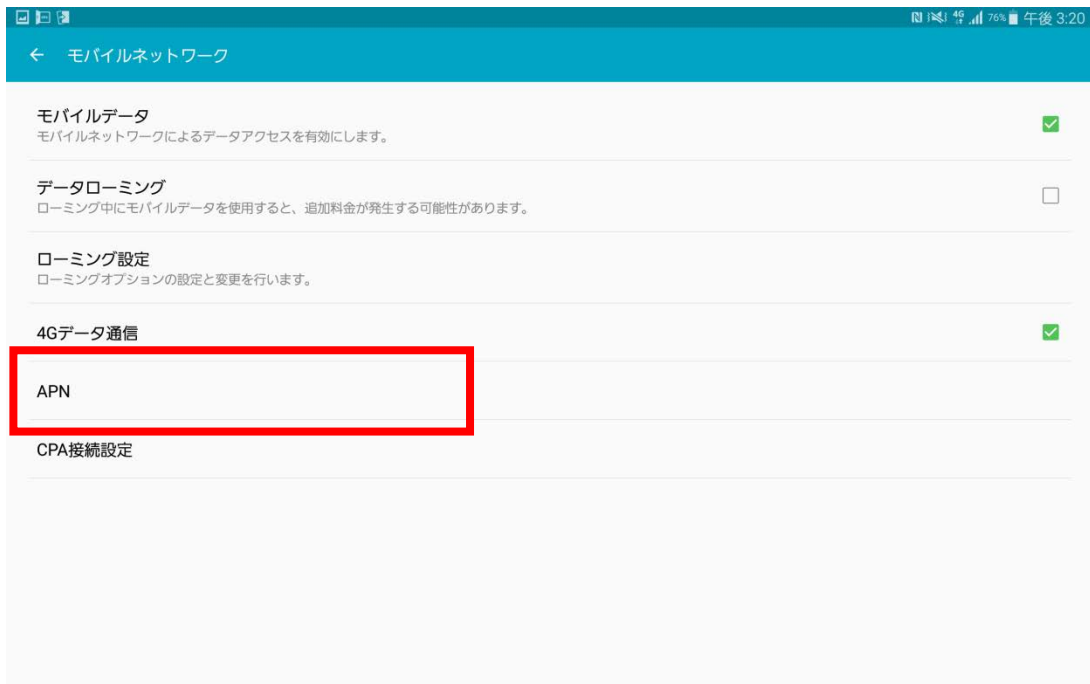 4G 76% 午後 3:20
モバイルネットワーク
モバイルデータ
モバイルネットワークによるデータアクセスを有効にします。
データローミング
ローミング中にモバイルデータを使用すると、追加料金が発生する可能性があります。
ローミング設定
ローミングオプションの設定と変更を行います。
4Gデータ通信
APN
CPA接続設定